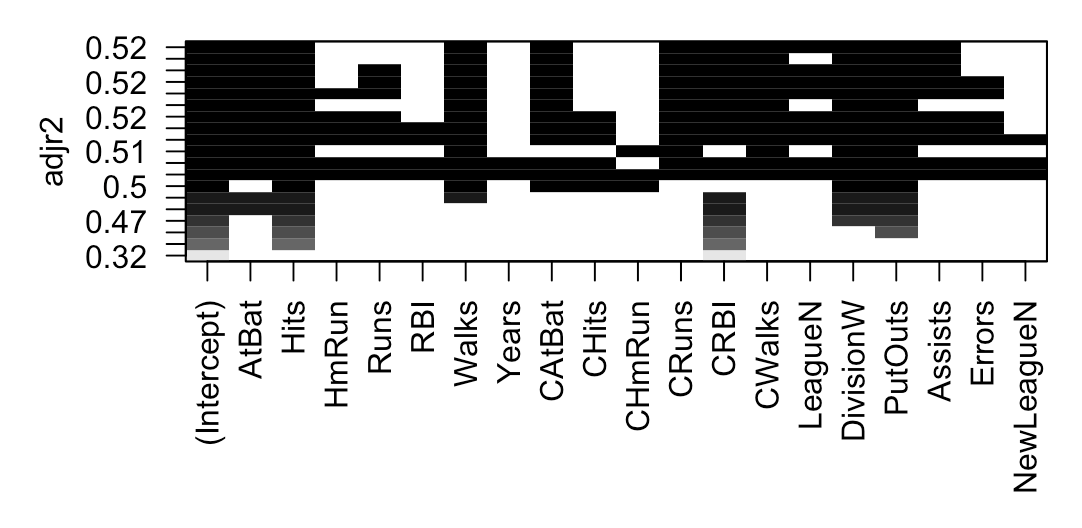 adjr2
0.52
0.52
0.52
0.51
0.5
0.47
0.32
(Intercept)
AtBat
Hits
HmRun
Runs
RBI
Walks
Years
CAtBat
CHits
CHmRun
CRuns
CRBI
CWalks
LeagueN
DivisionW
PutOuts
Assists
Errors
NewLeagueN